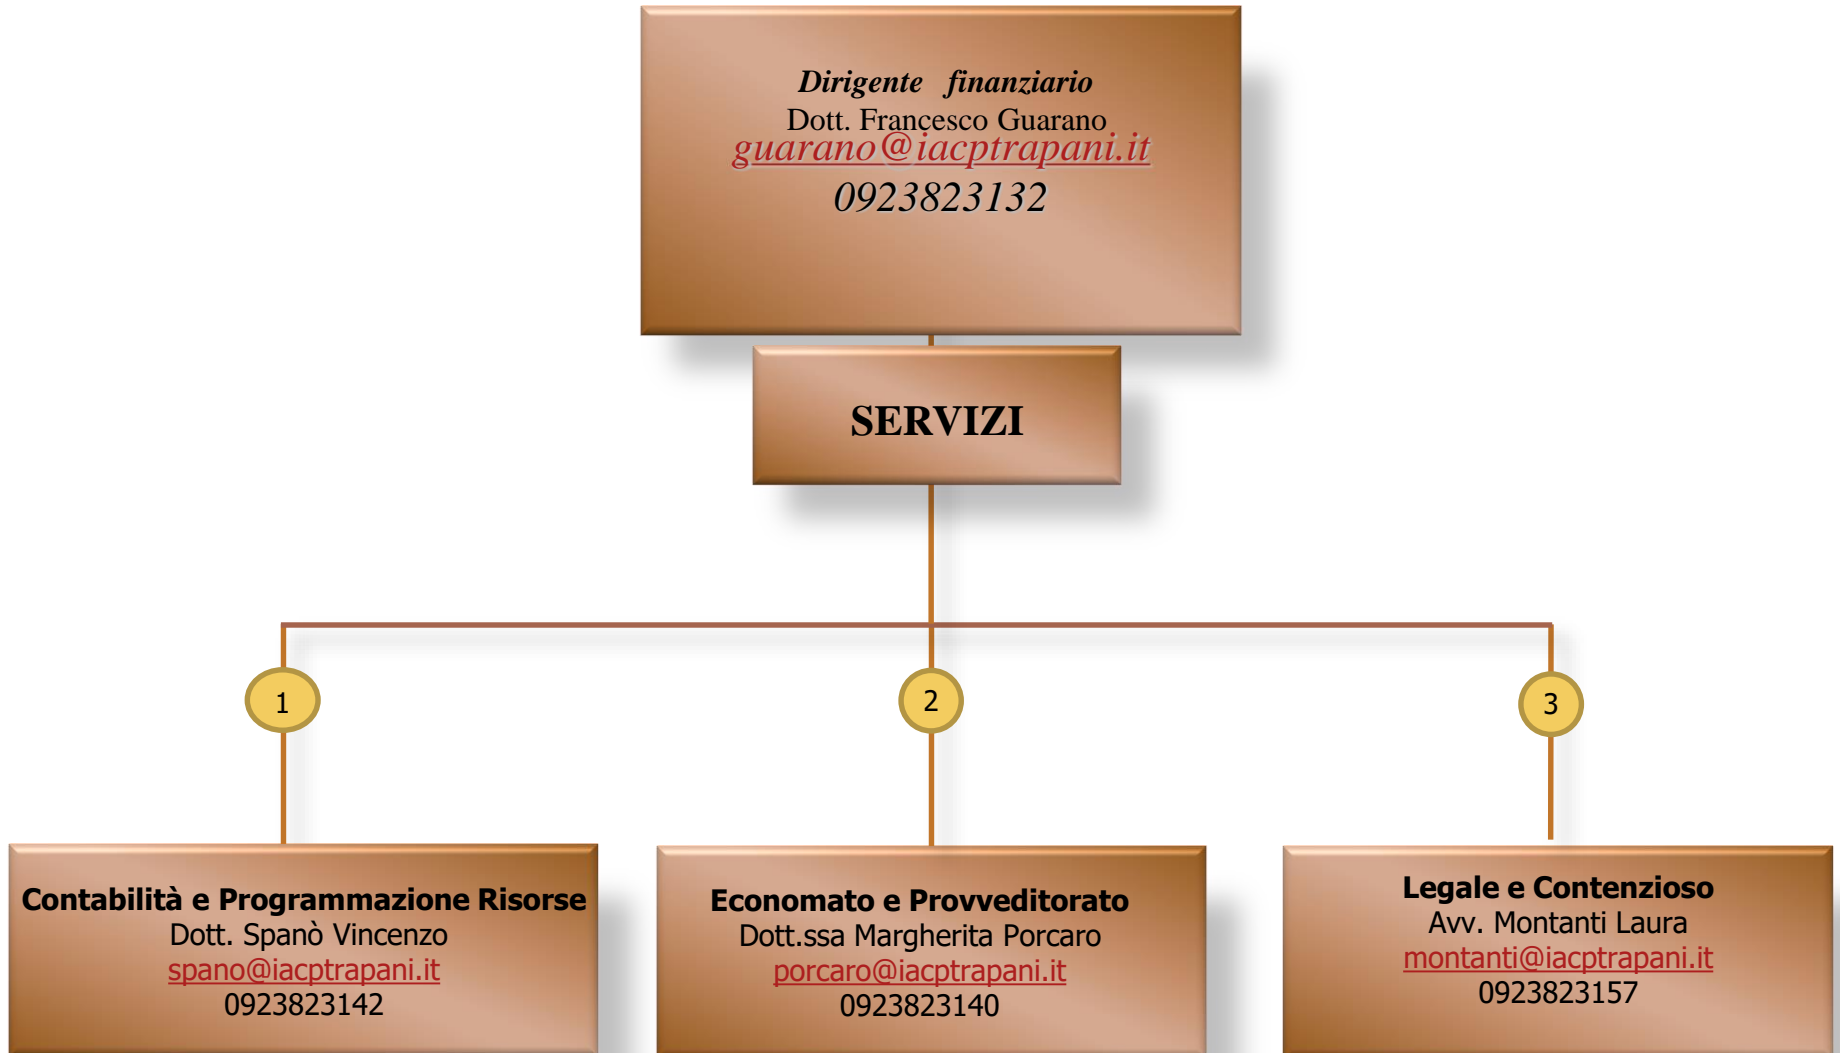 Dirigente finanziario
Dott. Francesco Guarano
guarano@iacptrapani.it
0923823132
SERVIZI
1
2
3
Contabilità e Programmazione Risorse
Dott. Spanò Vincenzo
spano@iacptrapani.it
0923823142
Economato e Provveditorato
Dott.ssa Margherita Porcaro
porcaro@iacptrapani.it
0923823140
Legale e Contenzioso
Avv. Montanti Laura
montanti@iacptrapani.it
0923823157